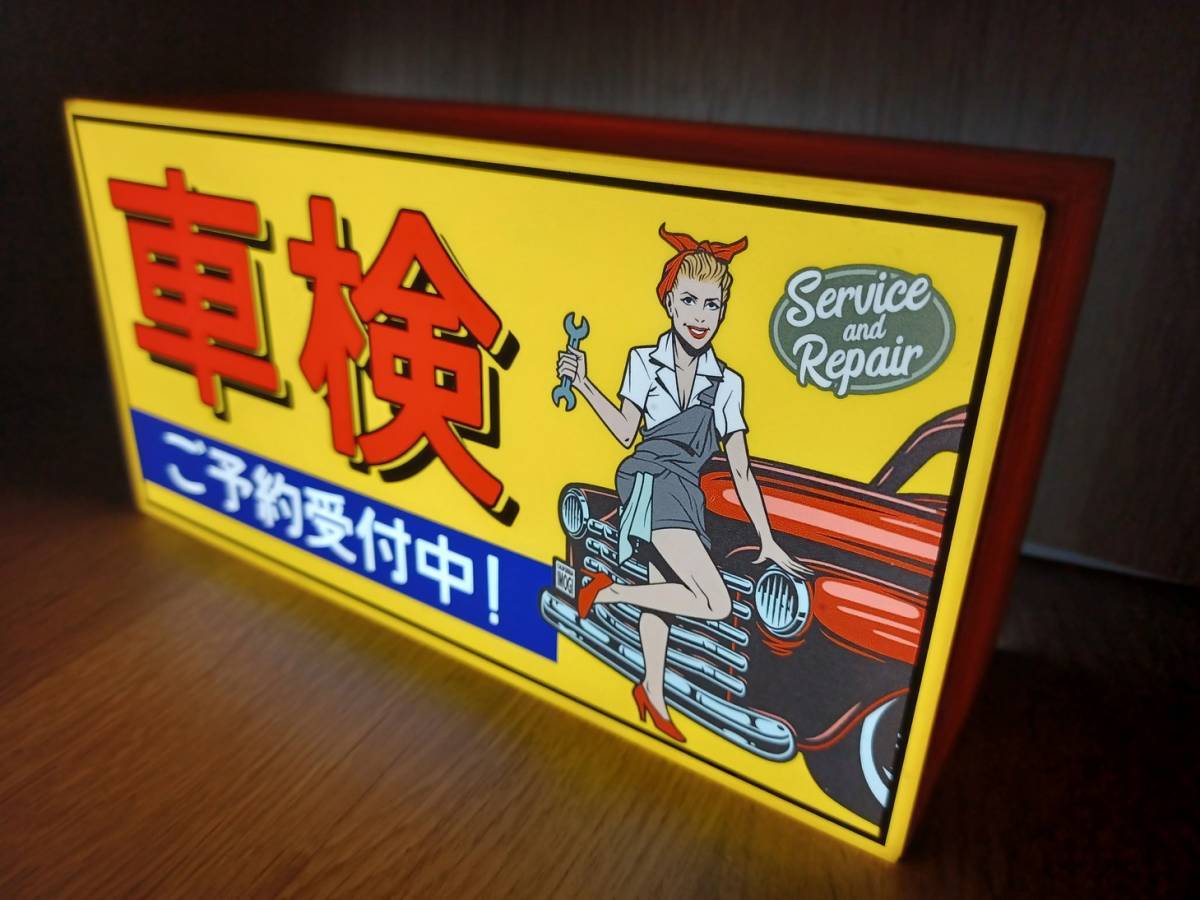 車検
ご予約受付中!
Service
and
Repair